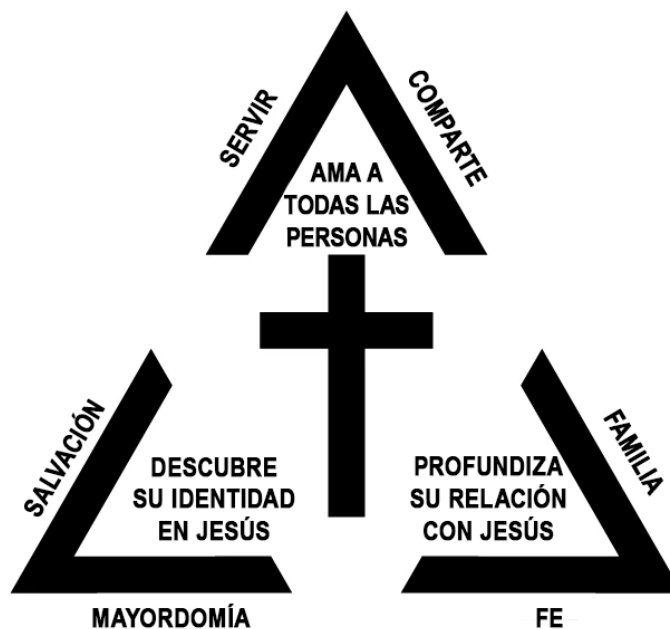 SERVIR
COMPARTE
AMA A
TODAS LAS
PERSONAS
SALVACIÓN
DESCUBRE
SU IDENTIDAD
EN JESÚS
PROFUNDIZA
SU RELACIÓN
CON JESÚS
FAMILIA
MAYORDOMÍA
FE